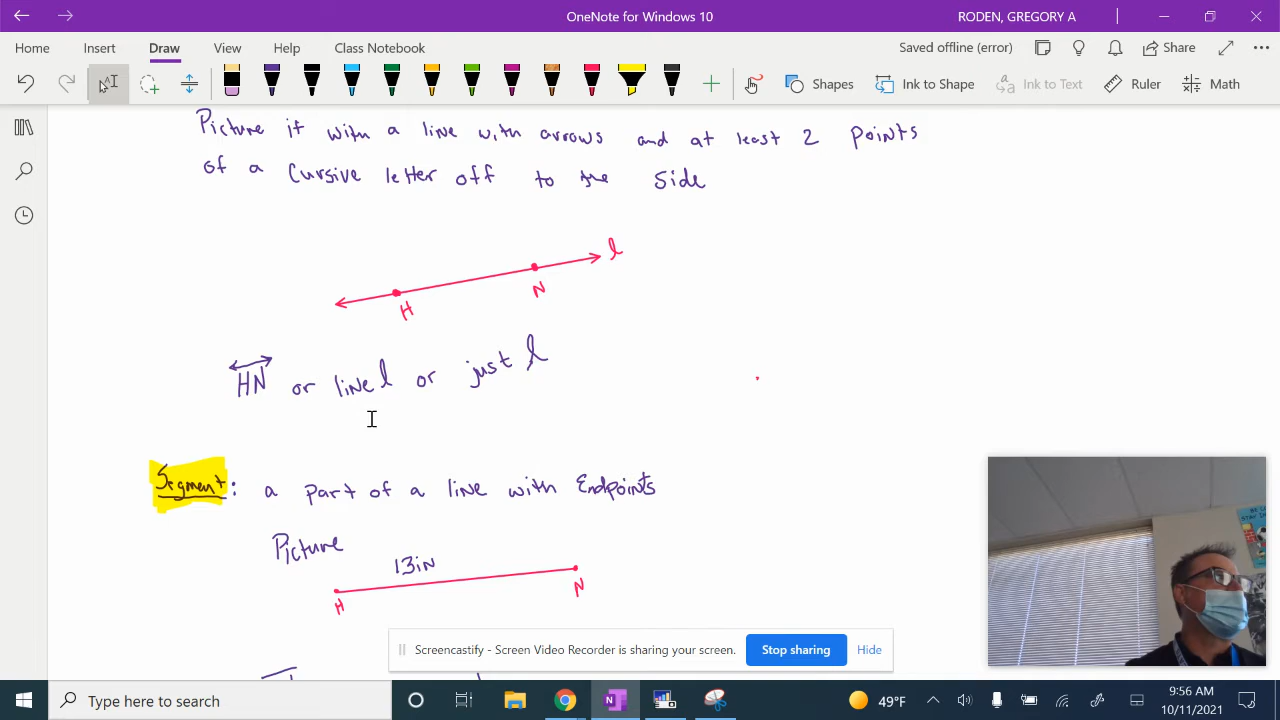 OneNote for Windows 10
RODEN, GREGORY A
Home Insert Draw View Help Class Notebook
Saved offline (error) Share
Shapes Ink to Shape Ink to Text Ruler Math
Picture it with a line with arrows and at least 2 points
of a cursive letter off to the side
l
H N
HN or line l or just l
Segment: a part of a line with Endpoints
Picture
13in
H N
Screencastify - Screen Video Recorder is sharing your screen. Stop sharing Hide
Type here to search
49°F
9:56 AM
10/11/2021